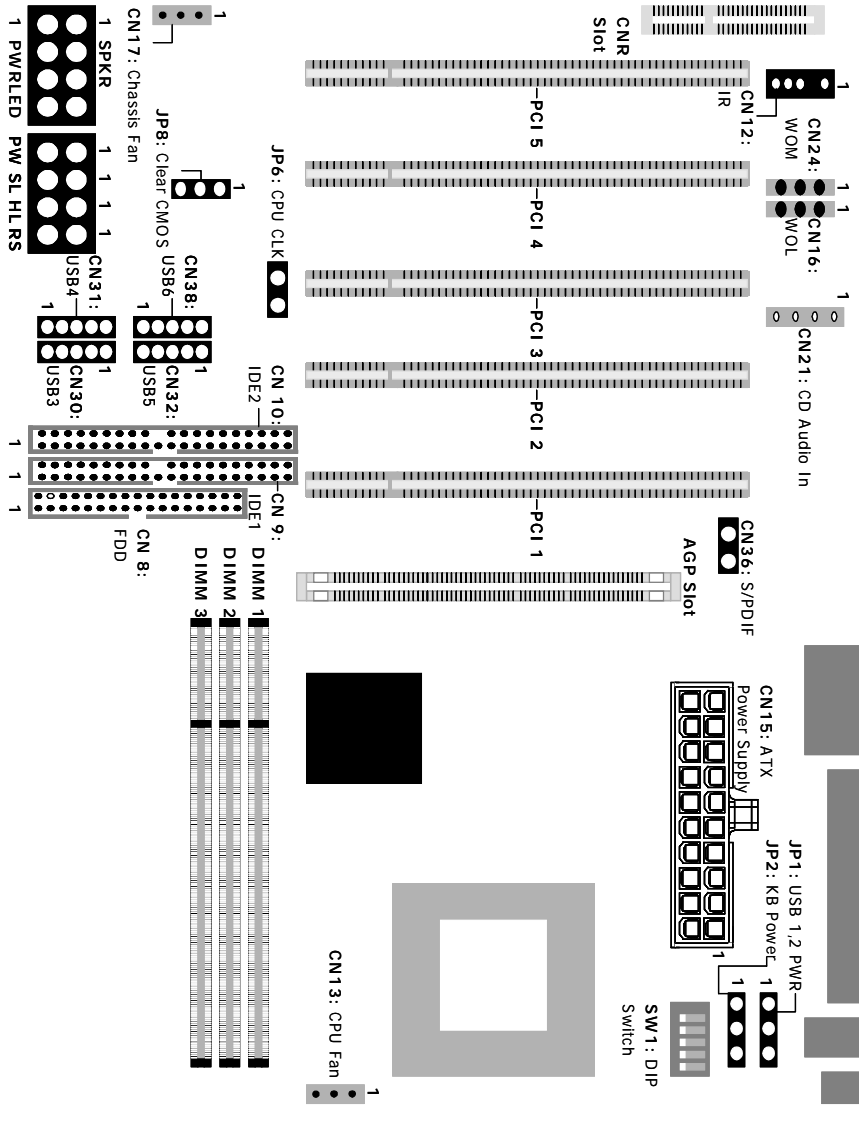 CNR
Slot
PCI 5
PCI 4
PCI 3
PCI 2
PCI 1
AGP Slot
1
CN12:
IR
CN24:
WOM
1
1
CN16:
WOL
1
CN21: CD Audio In
CN36: S/PDIF
CN15: ATX
Power Supply
1
JP1: USB 1,2 PWR
JP2: KB Power
1
1
SW1: DIP
Switch
CN13: CPU Fan
1
1
CN17: Chassis Fan
1
JP8: Clear CMOS
JP6: CPU CLK
1
SPKR
1
PWRLED
1
1
1
1
PW SL HL RS
CN31:
USB4
1
CN30:
USB3
1
CN38:
USB6
1
CN32:
USB5
1
CN 10:
IDE2
1
CN 9:
IDE1
1
CN 8:
FDD
1
DIMM 1
DIMM 2
DIMM 3